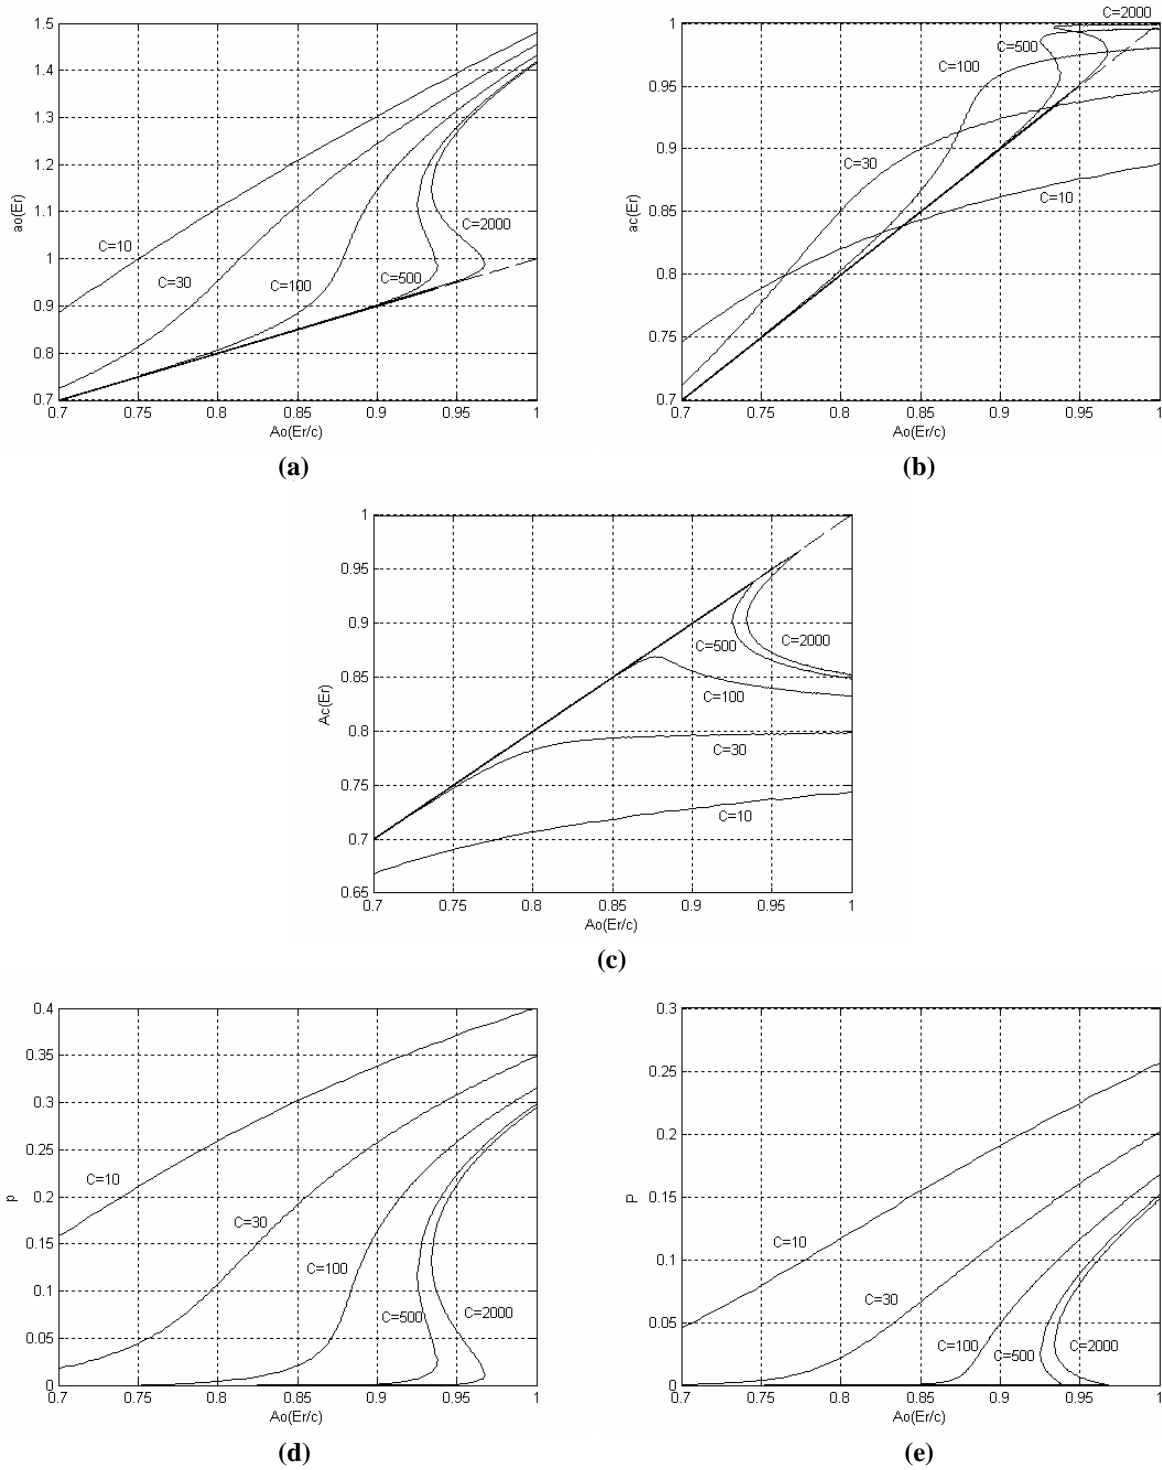 1.5
1.4
1.3
1.2
1.1
1
0.9
0.8
0.7
ao(Er)
C=10
C=30
C=100
C=500
C=2000
0.7 0.75 0.8 0.85 0.9 0.95 1
Ao(Er/c)
(a)
1
0.95
0.9
0.85
0.8
0.75
0.7
ac(Er)
C=2000
C=500
C=100
C=30
C=10
0.7 0.75 0.8 0.85 0.9 0.95 1
Ao(Er/c)
(b)
1
0.95
0.9
0.85
0.8
0.75
0.7
0.65
Ac(Er)
C=500
C=2000
C=100
C=30
C=10
0.7 0.75 0.8 0.85 0.9 0.95 1
Ao(Er/c)
(c)
0.4
0.35
0.3
0.25
0.2
0.15
0.1
0.05
0
p
C=10
C=30
C=100
C=500
C=2000
0.7 0.75 0.8 0.85 0.9 0.95 1
Ao(Er/c)
(d)
0.3
0.25
0.2
0.15
0.1
0.05
0
P
C=10
C=30
C=100
C=500
C=2000
0.7 0.75 0.8 0.85 0.9 0.95 1
Ao(Er/c)
(e)